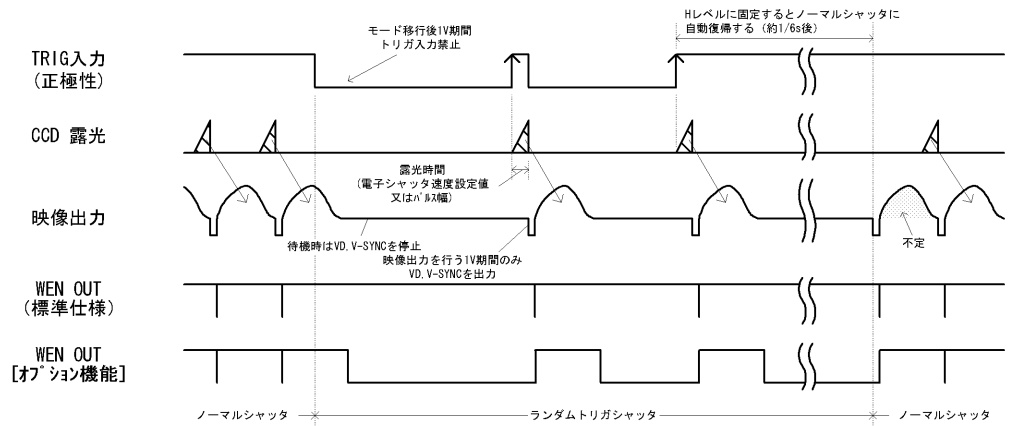 Hレベルに固定するとノーマルシャッタに
自動復帰する（約1/6s後）
モード移行後1V期間
トリガ入力禁止
TRIG入力
（正極性）
CCD 露光
露光時間
（電子シャッタ速度設定値
又はﾊﾟﾙｽ幅）
映像出力
待機時はVD,V-SYNCを停止
映像出力を行う1V期間のみ
VD,V-SYNCを出力
不定
WEN OUT
（標準仕様）
WEN OUT
［ｵﾌﾟｼｮﾝ機能］
ノーマルシャッタ
ランダムトリガシャッタ
ノーマルシャッタ